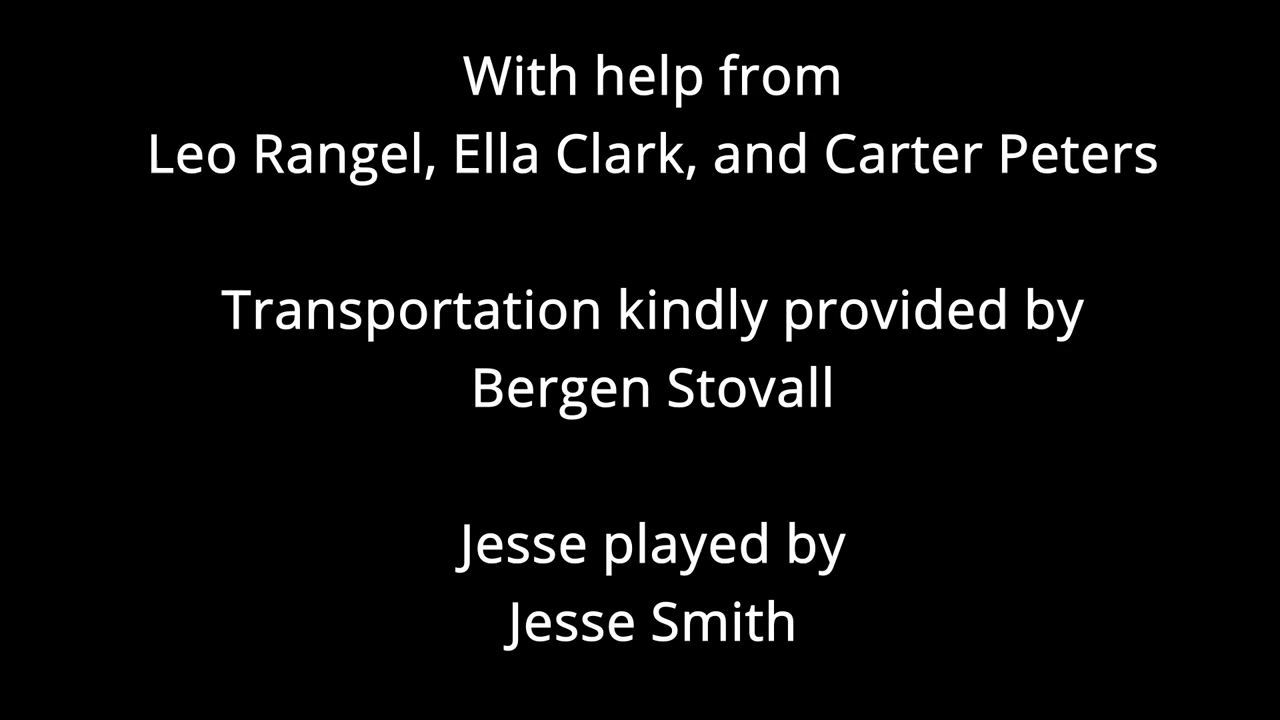 With help from
Leo Rangel, Ella Clark, and Carter Peters
Transportation kindly provided by
Bergen Stovall
Jesse played by
Jesse Smith